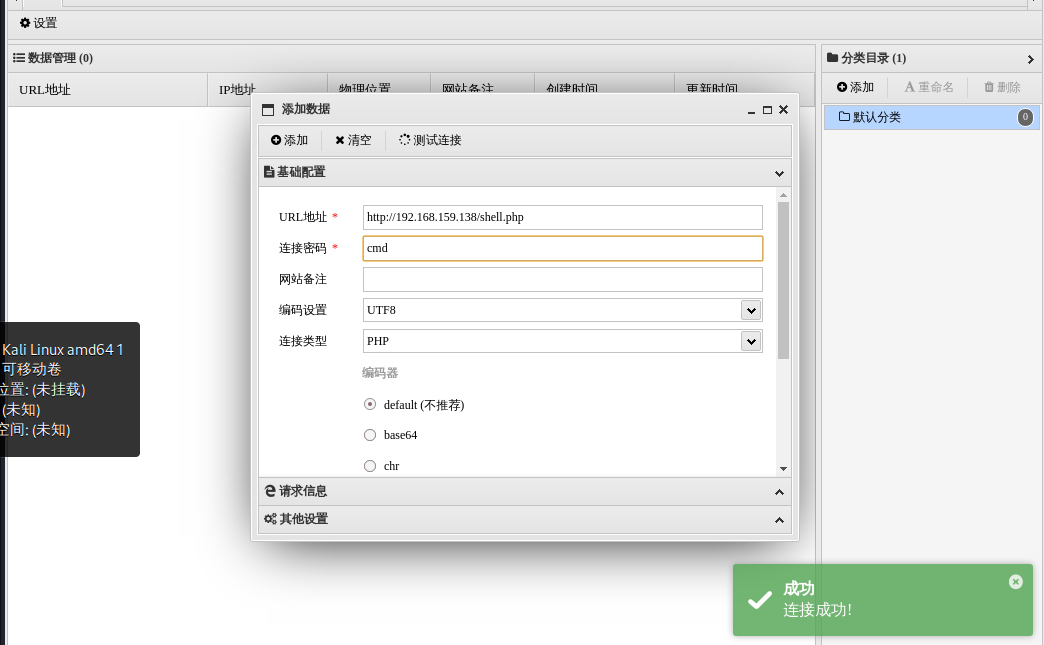 设置
数据管理 (0)
分类目录 (1)
URL地址 IP地址 物理位置 网站备注 创建时间 更新时间
添加 重命名 删除
默认分类 0
添加数据
添加 清空 测试连接
基础配置
URL地址 * http://192.168.159.138/shell.php
连接密码 * cmd
网站备注
编码设置 UTF8
连接类型 PHP
编码器
default (不推荐)
base64
chr
请求信息
其他设置
Kali Linux amd64 1
可移动卷
位置: (未挂载)
(未知)
空间: (未知)
成功
连接成功!